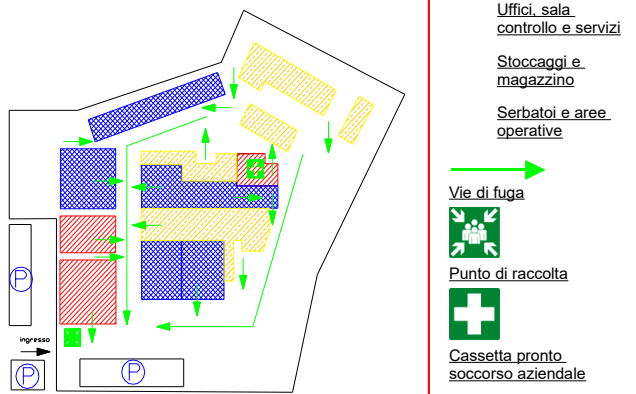 Uffici, sala
controllo e servizi
Stoccaggi e
magazzino
Serbatoi e aree
operative
Vie di fuga
Punto di raccolta
Cassetta pronto
soccorso aziendale
P
ingresso
P
P